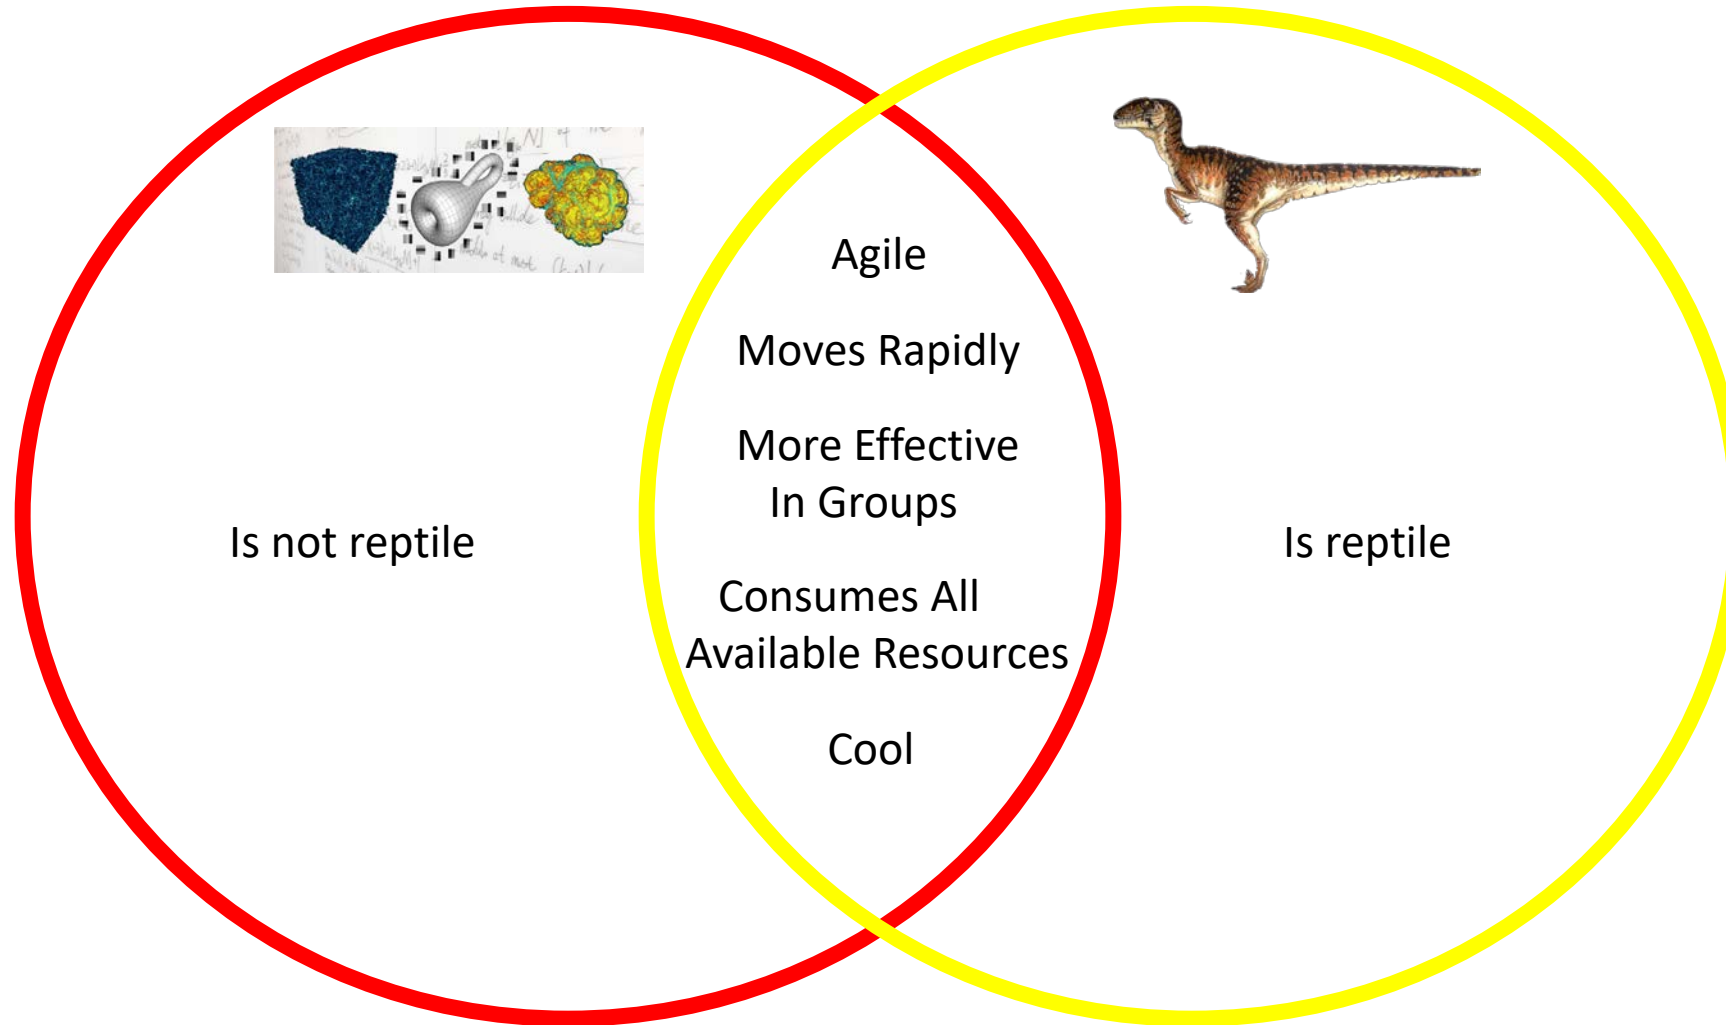 Agile
Moves Rapidly
More Effective
In Groups
Is not reptile
Is reptile
Consumes All
Available Resources
Cool